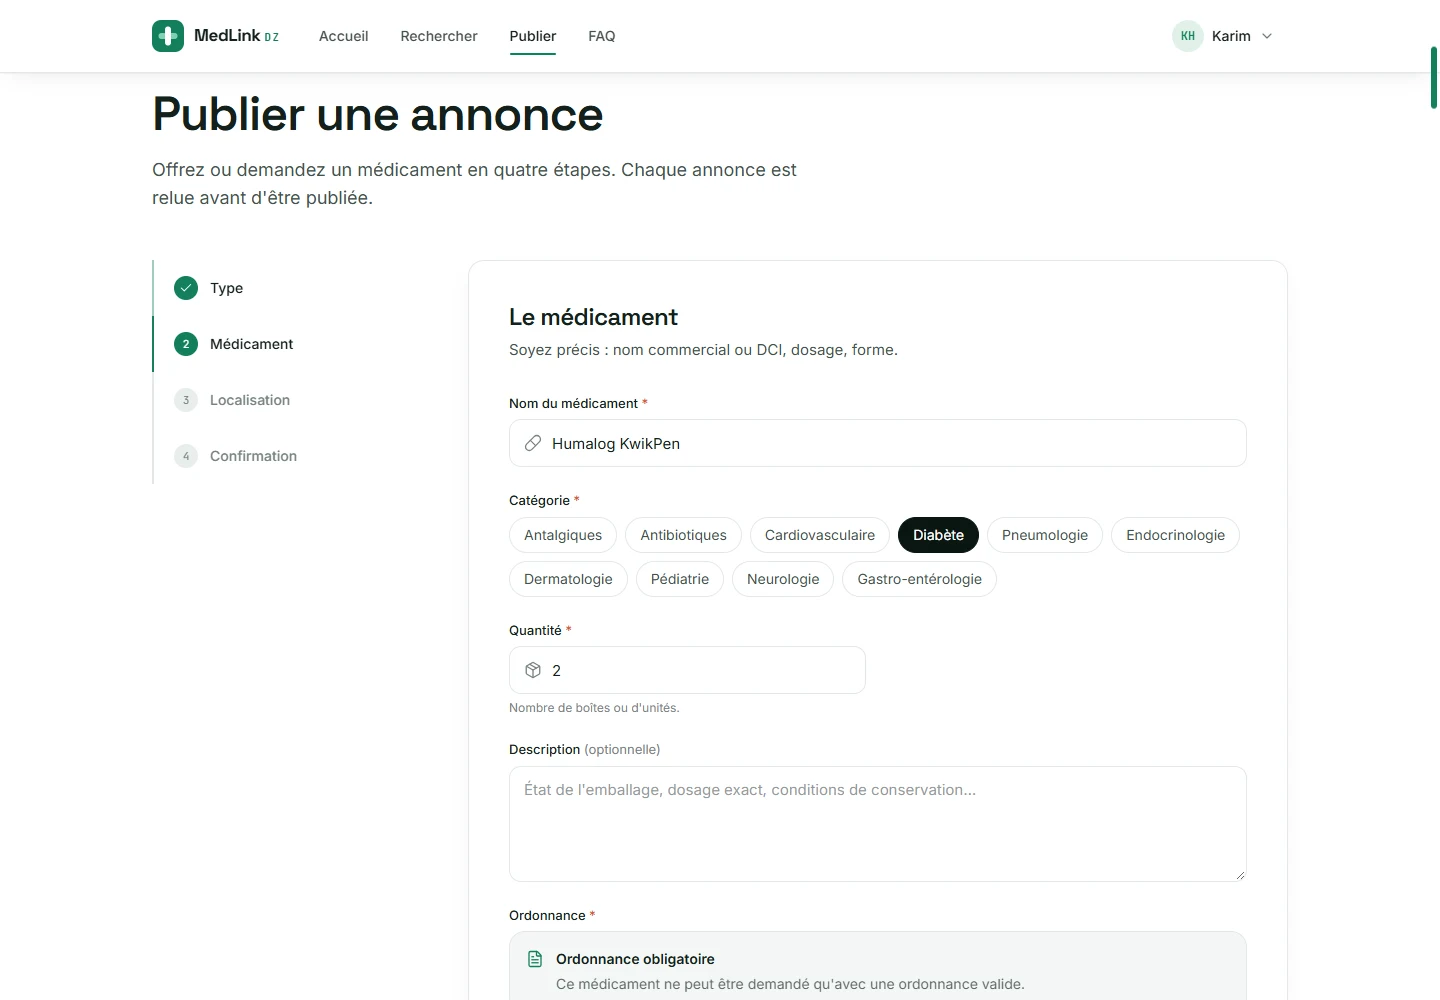 MedLink DZ
Accueil
Rechercher
Publier
FAQ
KH
Karim
Publier une annonce
Offrez ou demandez un médicament en quatre étapes. Chaque annonce est
relue avant d'être publiée.
Type
2 Médicament
3 Localisation
4 Confirmation
Le médicament
Soyez précis : nom commercial ou DCI, dosage, forme.
Nom du médicament *
Humalog KwikPen
Catégorie *
Antalgiques
Antibiotiques
Cardiovasculaire
Diabète
Pneumologie
Endocrinologie
Dermatologie
Pédiatrie
Neurologie
Gastro-entérologie
Quantité *
2
Nombre de boîtes ou d'unités.
Description (optionnelle)
État de l'emballage, dosage exact, conditions de conservation...
Ordonnance *
Ordonnance obligatoire
Ce médicament ne peut être demandé qu'avec une ordonnance valide.